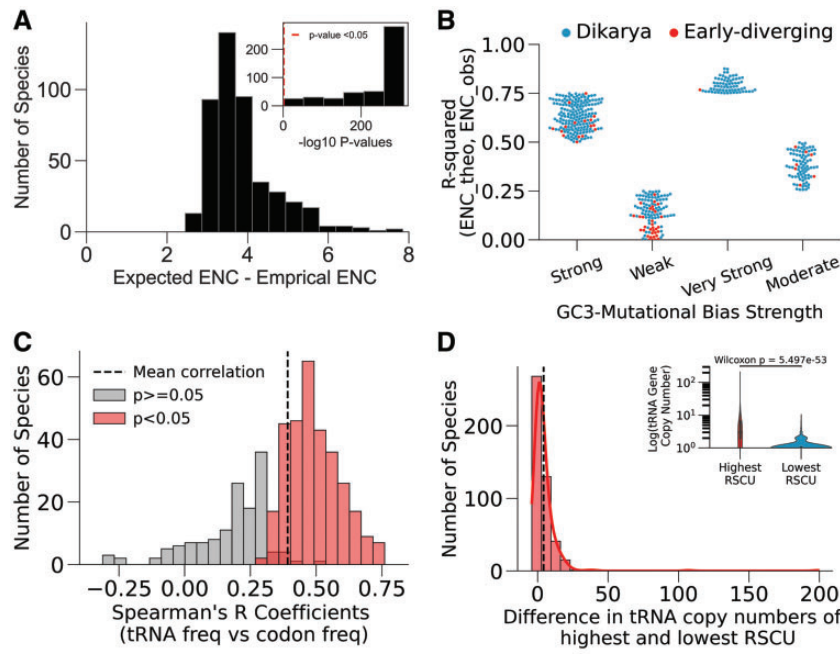 A
Number of Species
100
50
0
0
2
4
6
8
Expected ENC - Emprical ENC
200
100
0
p-value <0.05
200
-log10 P-values
B
Dikarya
Early-diverging
R-squared
(ENC_theo, ENC_obs)
1.00
0.75
0.50
0.25
0.00
Strong
Weak
Very Strong
Moderate
GC3-Mutational Bias Strength
C
Number of Species
60
40
20
0
Mean correlation
p>=0.05
p<0.05
−0.25
0.00
0.25
0.50
0.75
Spearman's R Coefficients
(tRNA freq vs codon freq)
D
Number of Species
200
100
0
0
50
100
150
200
Difference in tRNA copy numbers of
highest and lowest RSCU
Wilcoxon p = 5.497e-53
Log(tRNA Gene
Copy Number)
10²
10¹
10⁰
Highest
RSCU
Lowest
RSCU